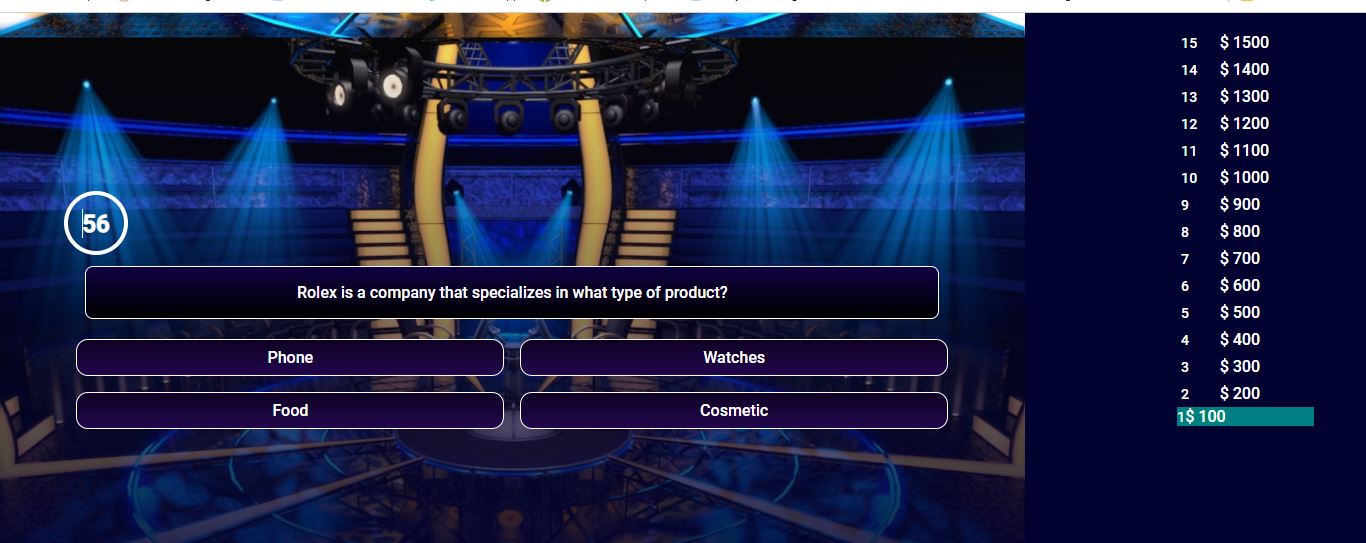 56
Rolex is a company that specializes in what type of product?
Phone
Watches
Food
Cosmetic
15 $ 1500
14 $ 1400
13 $ 1300
12 $ 1200
11 $ 1100
10 $ 1000
9 $ 900
8 $ 800
7 $ 700
6 $ 600
5 $ 500
4 $ 400
3 $ 300
2 $ 200
1$ 100